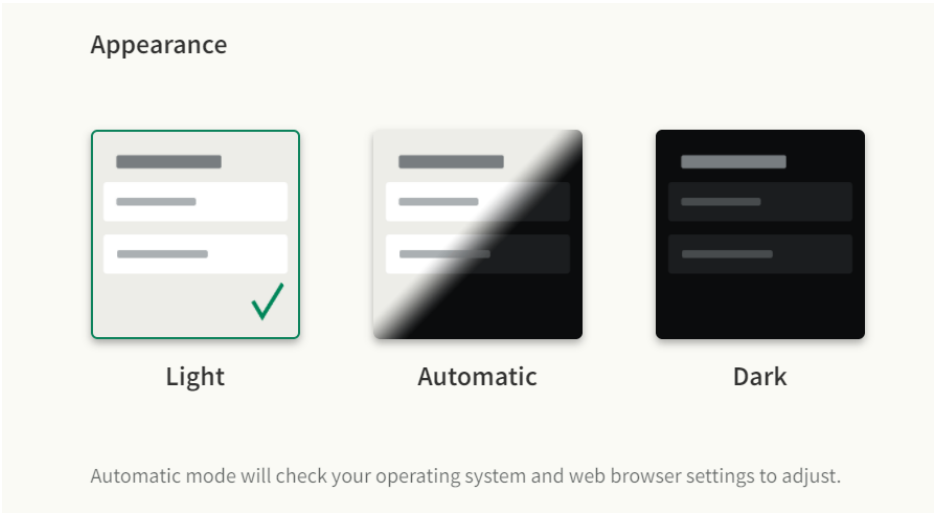 Appearance
Light Automatic Dark
Automatic mode will check your operating system and web browser settings to adjust.